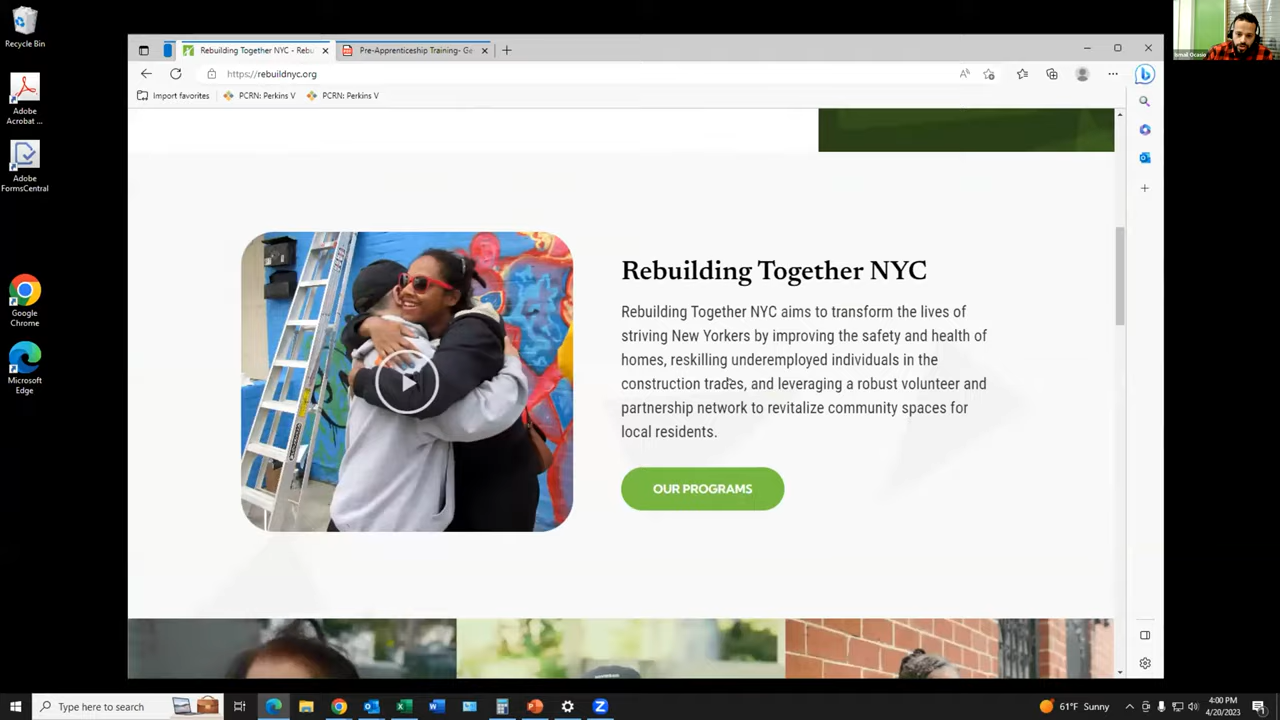 Recycle Bin
Adobe
Acrobat ...
Adobe
FormsCentral
Google
Chrome
Microsoft
Edge
Rebuilding Together NYC - Rebu
Pre-Apprenticeship Training- Ge
https://rebuildnyc.org
Import favorites
PCRN: Perkins V
PCRN: Perkins V
Rebuilding Together NYC
Rebuilding Together NYC aims to transform the lives of
striving New Yorkers by improving the safety and health of
homes, reskilling underemployed individuals in the
construction trades, and leveraging a robust volunteer and
partnership network to revitalize community spaces for
local residents.
OUR PROGRAMS
Type here to search
61°F Sunny
4:00 PM
4/20/2023